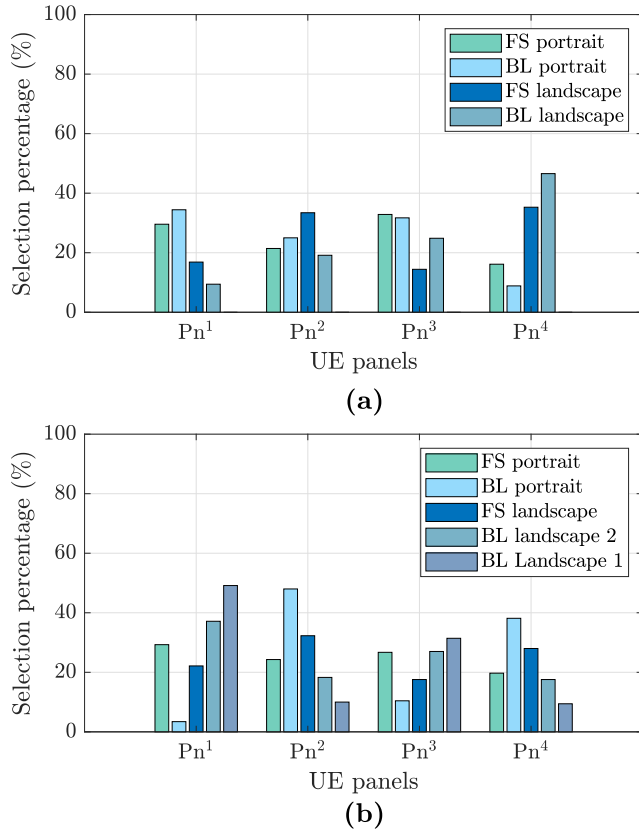 100
80
60
40
20
0
Selection percentage (%)
FS portrait
BL portrait
FS landscape
BL landscape
Pn¹ Pn² Pn³ Pn⁴
UE panels
(a)
100
80
60
40
20
0
Selection percentage (%)
FS portrait
BL portrait
FS landscape
BL landscape 2
BL Landscape 1
Pn¹ Pn² Pn³ Pn⁴
UE panels
(b)